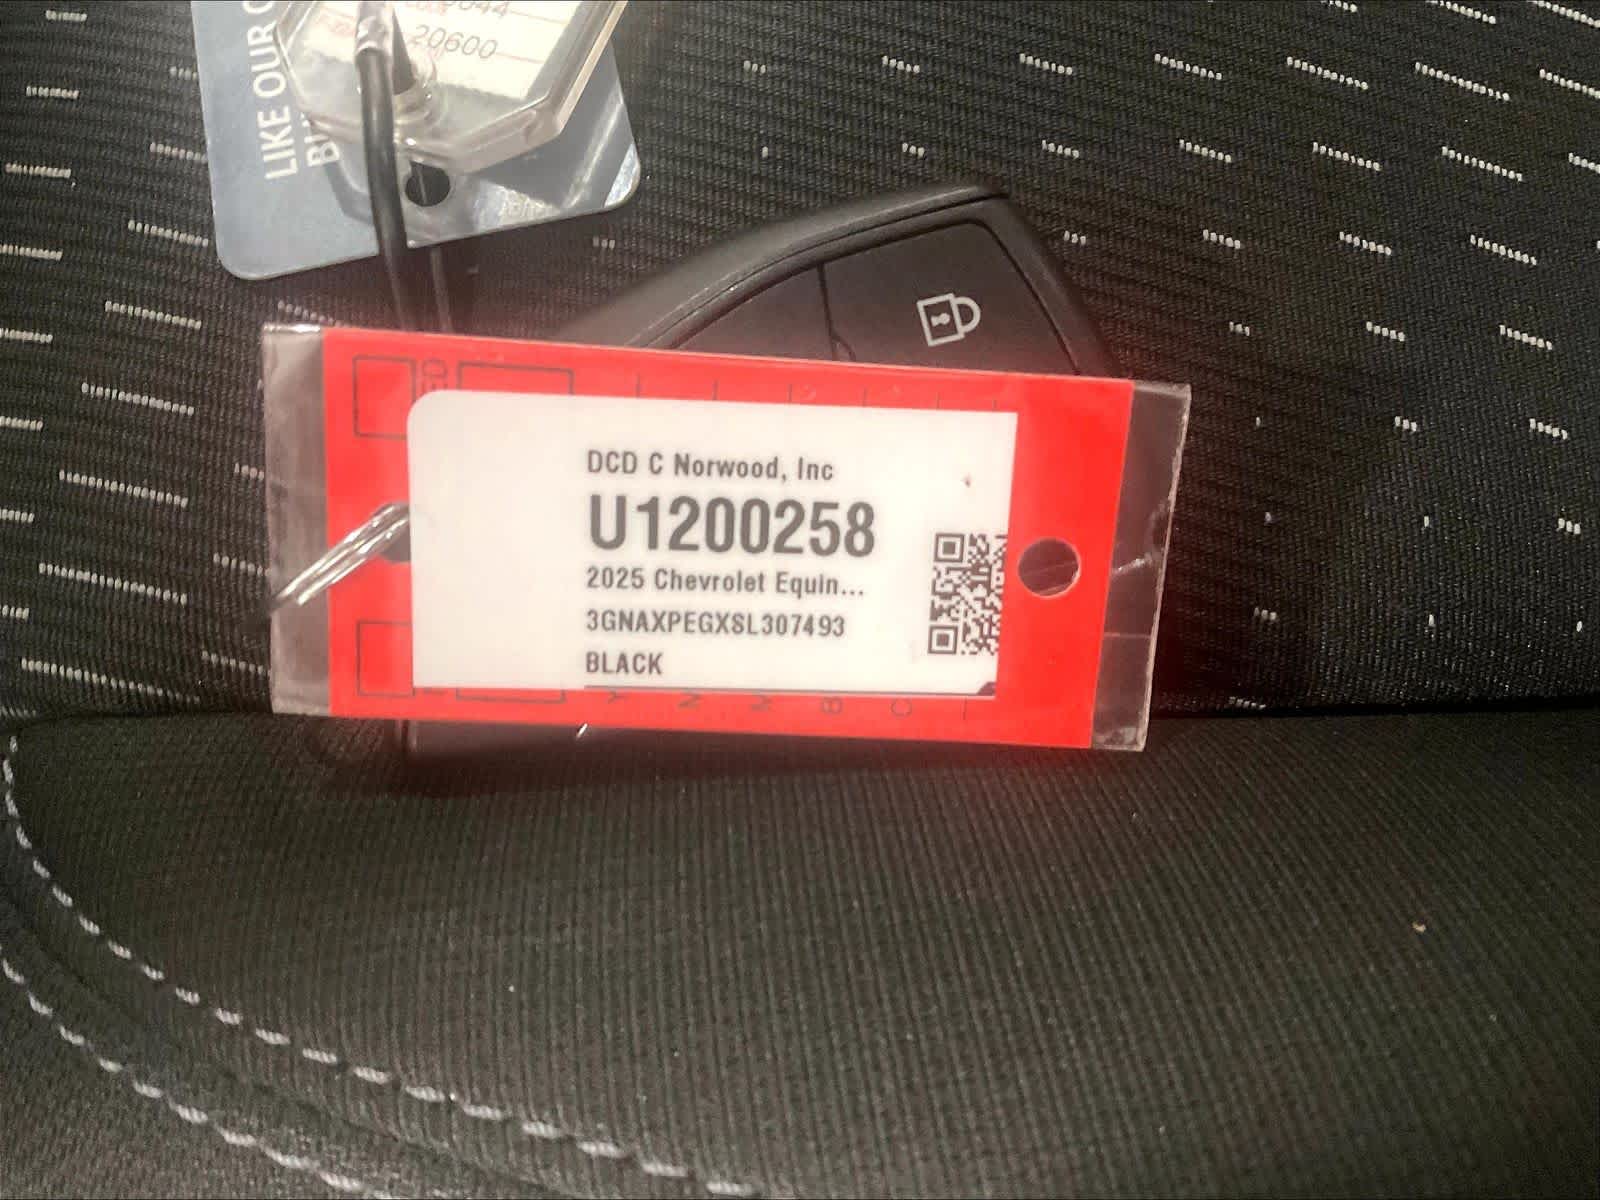 LIKE OUR
20600
DCD C Norwood, Inc
U1200258
2025 Chevrolet Equin...
3GNAXPEGXSL307493
BLACK